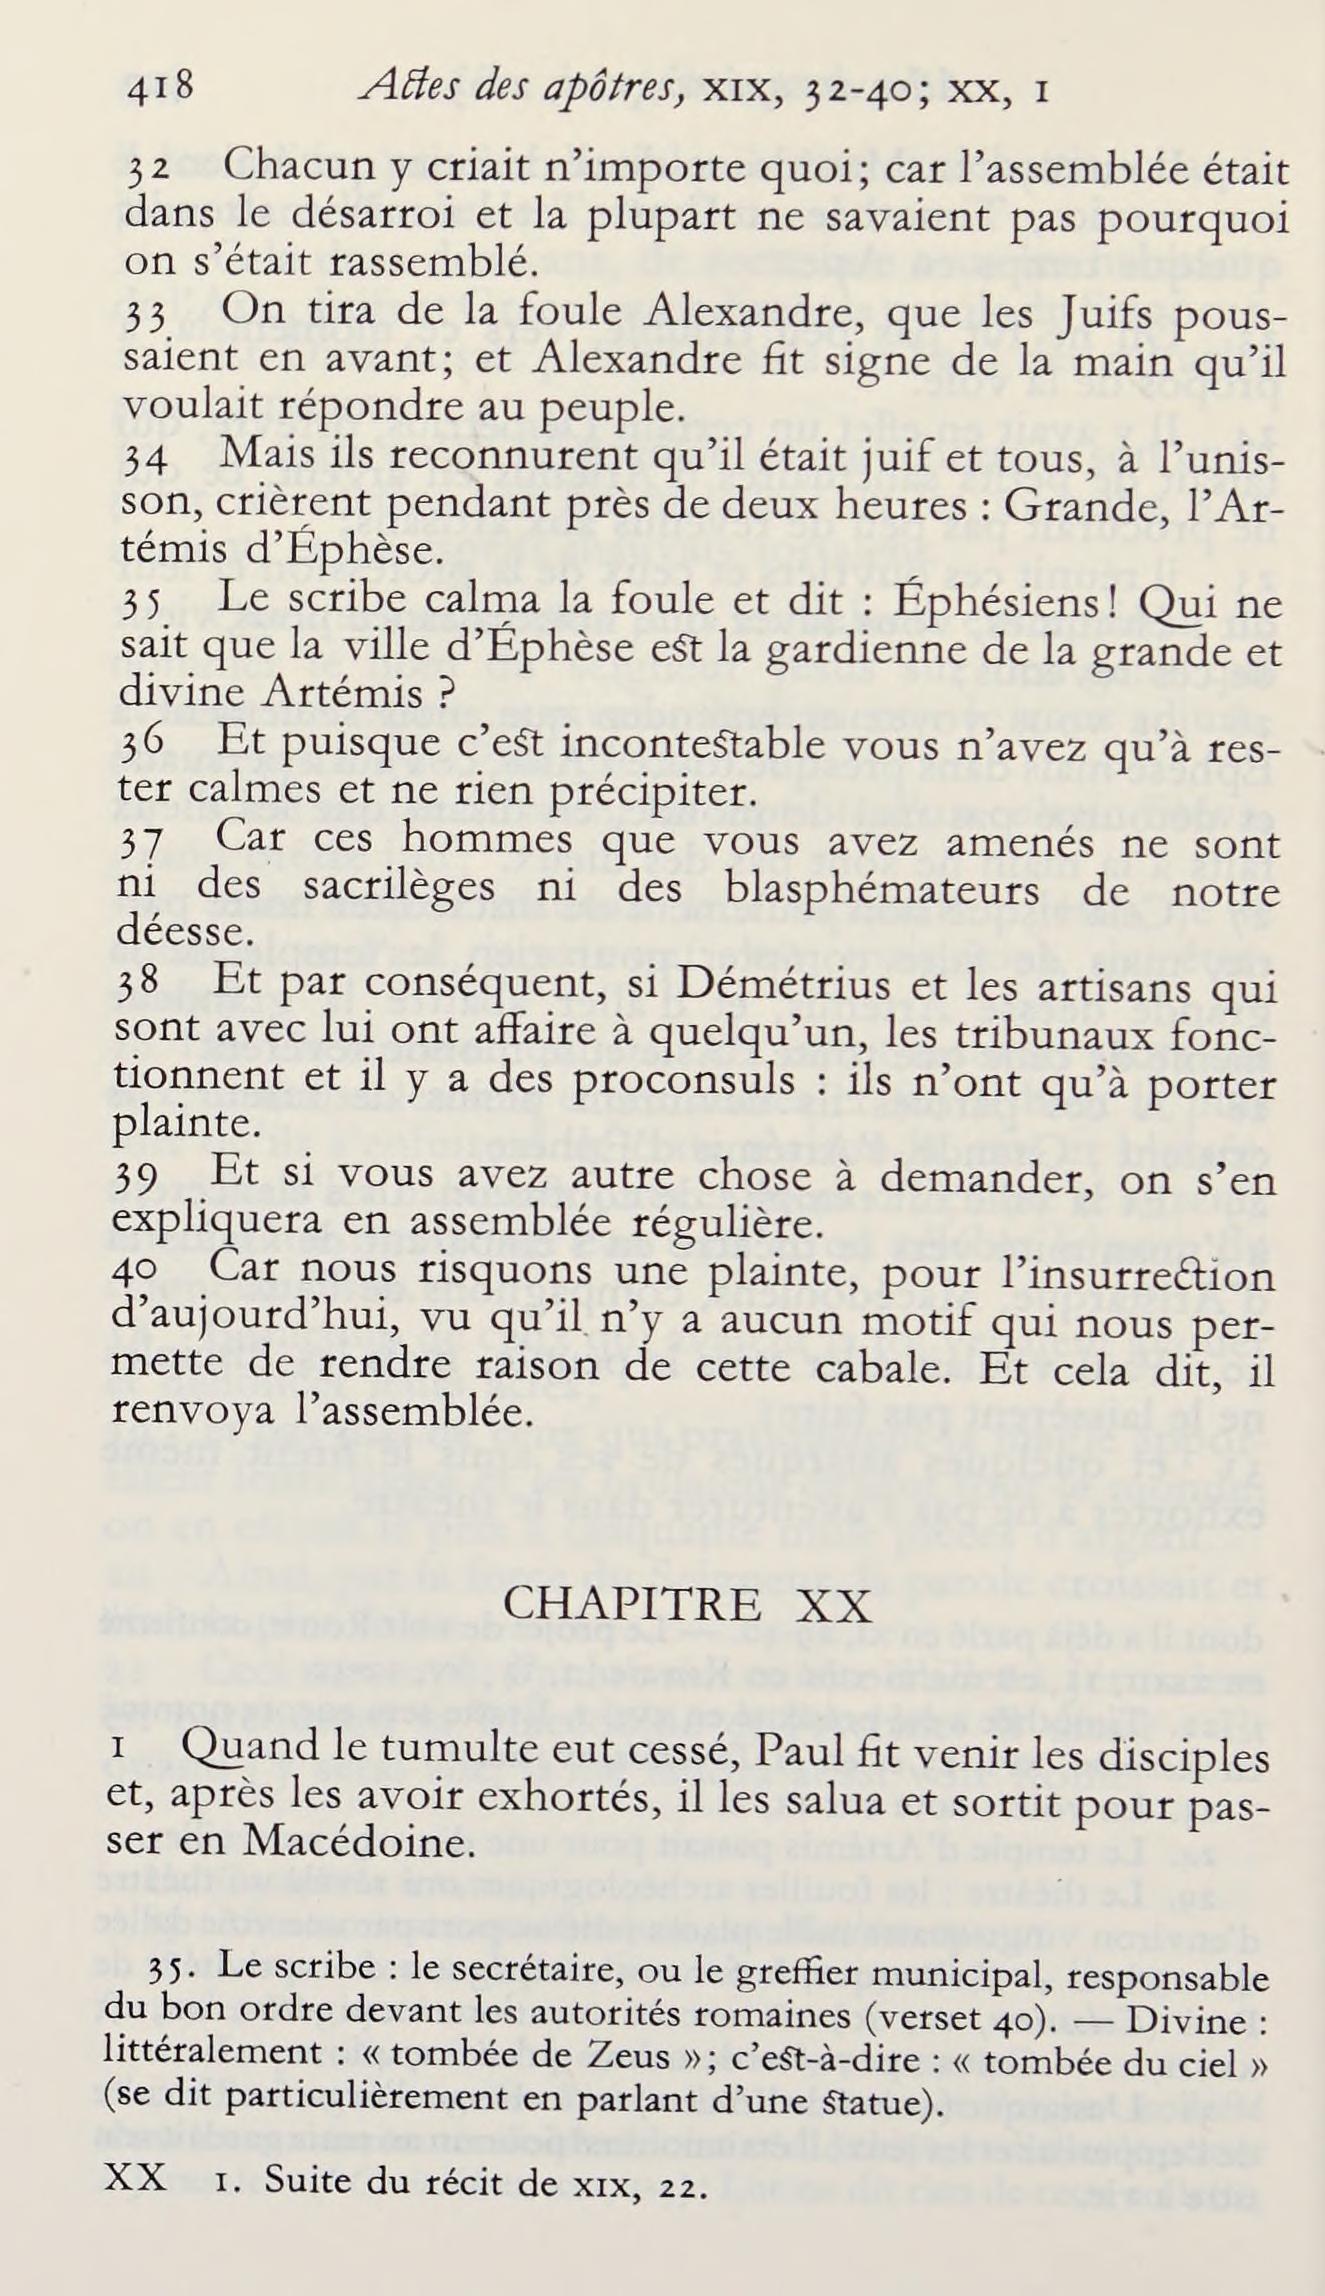 418 Actes des apôtres, XIX, 32-40; XX, 1
32 Chacun y criait n’importe quoi; car l’assemblée était
dans le désarroi et la plupart ne savaient pas pourquoi
on s’était rassemblé.
33 On tira de la foule Alexandre, que les Juifs pous-
saient en avant; et Alexandre fit signe de la main qu’il
voulait répondre au peuple.
34 Mais ils reconnurent qu’il était juif et tous, à l’unis-
son, crièrent pendant près de deux heures : Grande, l’Ar-
témis d’Éphèse.
35 Le scribe calma la foule et dit : Éphésiens! Qui ne
sait que la ville d’Éphèse est la gardienne de la grande et
divine Artémis ?
36 Et puisque c’est incontestable vous n’avez qu’à res-
ter calmes et ne rien précipiter.
37 Car ces hommes que vous avez amenés ne sont
ni des sacrilèges ni des blasphémateurs de notre
déesse.
38 Et par conséquent, si Démétrius et les artisans qui
sont avec lui ont affaire à quelqu’un, les tribunaux fonc-
tionnent et il y a des proconsuls : ils n’ont qu’à porter
plainte.
39 Et si vous avez autre chose à demander, on s’en
expliquera en assemblée régulière.
40 Car nous risquons une plainte, pour l’insurrection
d’aujourd’hui, vu qu’il n’y a aucun motif qui nous per-
mette de rendre raison de cette cabale. Et cela dit, il
renvoya l’assemblée.
CHAPITRE XX
1 Quand le tumulte eut cessé, Paul fit venir les disciples
et, après les avoir exhortés, il les salua et sortit pour pas-
ser en Macédoine.
35. Le scribe : le secrétaire, ou le greffier municipal, responsable
du bon ordre devant les autorités romaines (verset 40). — Divine :
littéralement : « tombée de Zeus »; c’est-à-dire : « tombée du ciel »
(se dit particulièrement en parlant d’une statue).
XX 1. Suite du récit de XIX, 22.